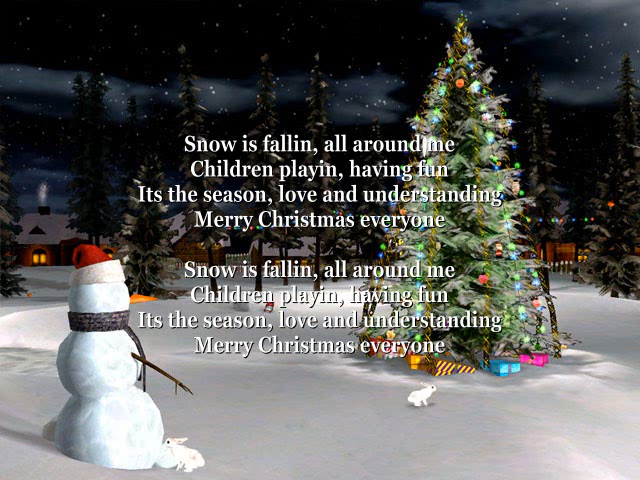 Snow is fallin, all around me
Children playin, having fun
Its the season, love and understanding
Merry Christmas everyone
Snow is fallin, all around me
Children playin, having fun
Its the season, love and understanding
Merry Christmas everyone